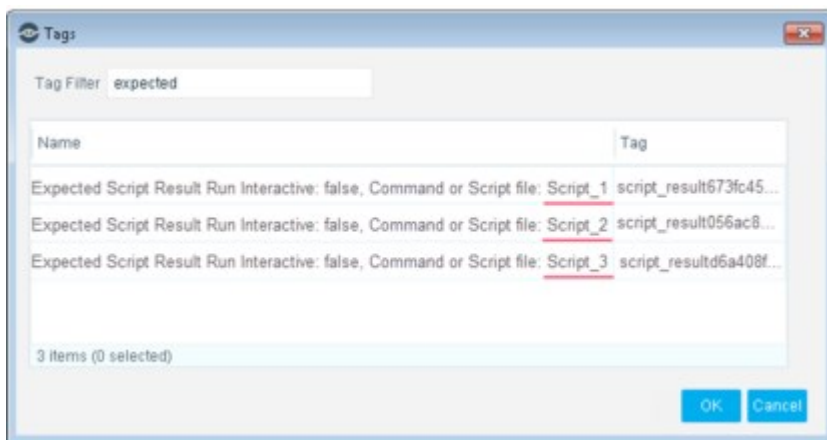 Tags
Tag Filter expected
Name Tag
Expected Script Result Run Interactive: false, Command or Script file: Script_1 script_result673fc45...
Expected Script Result Run Interactive: false, Command or Script file: Script_2 script_result056ac8...
Expected Script Result Run Interactive: false, Command or Script file: Script_3 script_resultd6a408f...
3 items (0 selected)
OK Cancel